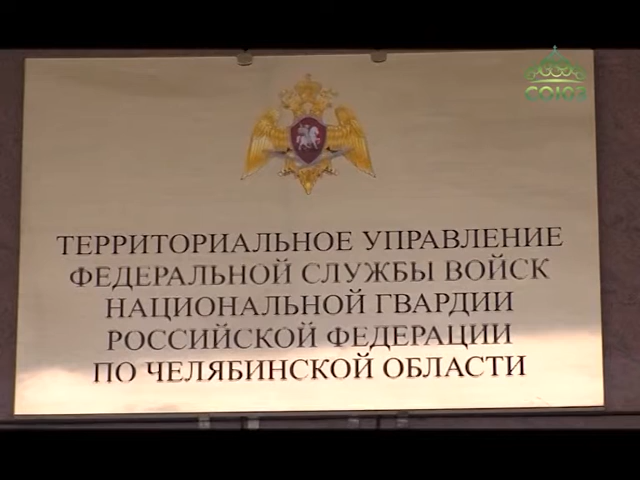 СОЮЗ
ТЕРРИТОРИАЛЬНОЕ УПРАВЛЕНИЕ
ФЕДЕРАЛЬНОЙ СЛУЖБЫ ВОЙСК
НАЦИОНАЛЬНОЙ ГВАРДИИ
РОССИЙСКОЙ ФЕДЕРАЦИИ
ПО ЧЕЛЯБИНСКОЙ ОБЛАСТИ